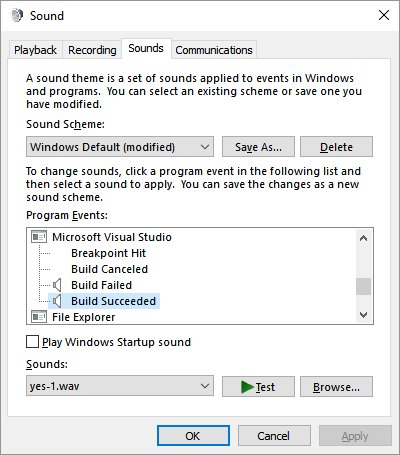 Sound
Playback Recording Sounds Communications
A sound theme is a set of sounds applied to events in Windows
and programs. You can select an existing scheme or save one you
have modified.
Sound Scheme:
Windows Default (modified) Save As... Delete
To change sounds, click a program event in the following list and
then select a sound to apply. You can save the changes as a new
sound scheme.
Program Events:
Microsoft Visual Studio
Breakpoint Hit
Build Canceled
Build Failed
Build Succeeded
File Explorer
Play Windows Startup sound
Sounds:
yes-1.wav Test Browse...
OK Cancel Apply